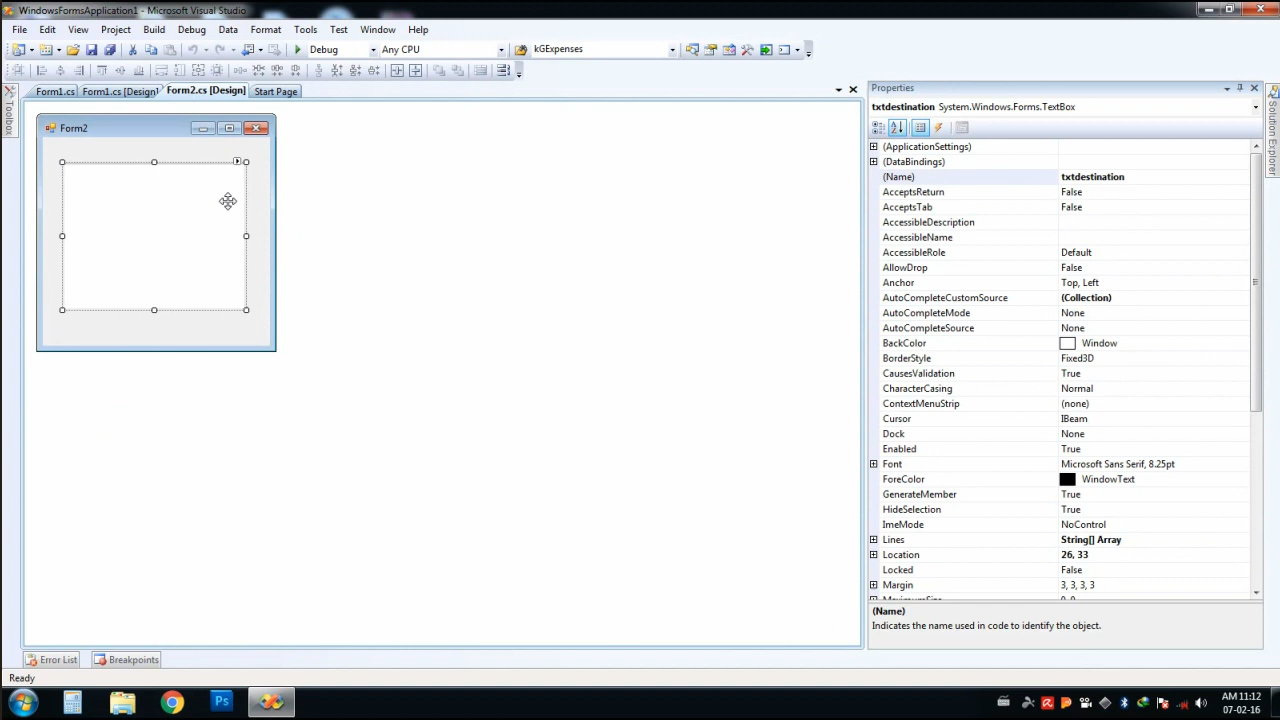 WindowsFormsApplication1 - Microsoft Visual Studio
File Edit View Project Build Debug Data Format Tools Test Window Help
Debug Any CPU kGExpenses
Toolbox
Form1.cs Form1.cs [Design] Form2.cs [Design] Start Page
Form2
Properties
txtdestination System.Windows.Forms.TextBox
(ApplicationSettings)
(DataBindings)
(Name) txtdestination
AcceptsReturn False
AcceptsTab False
AccessibleDescription
AccessibleName
AccessibleRole Default
AllowDrop False
Anchor Top, Left
AutoCompleteCustomSource (Collection)
AutoCompleteMode None
AutoCompleteSource None
BackColor Window
BorderStyle Fixed3D
CausesValidation True
CharacterCasing Normal
ContextMenuStrip (none)
Cursor IBeam
Dock None
Enabled True
Font Microsoft Sans Serif, 8.25pt
ForeColor WindowText
GenerateMember True
HideSelection True
ImeMode NoControl
Lines String[] Array
Location 26, 33
Locked False
Margin 3, 3, 3, 3
(Name)
Indicates the name used in code to identify the object.
Solution Explorer
Error List Breakpoints
Ready
Ps
AM 11:12
07-02-16